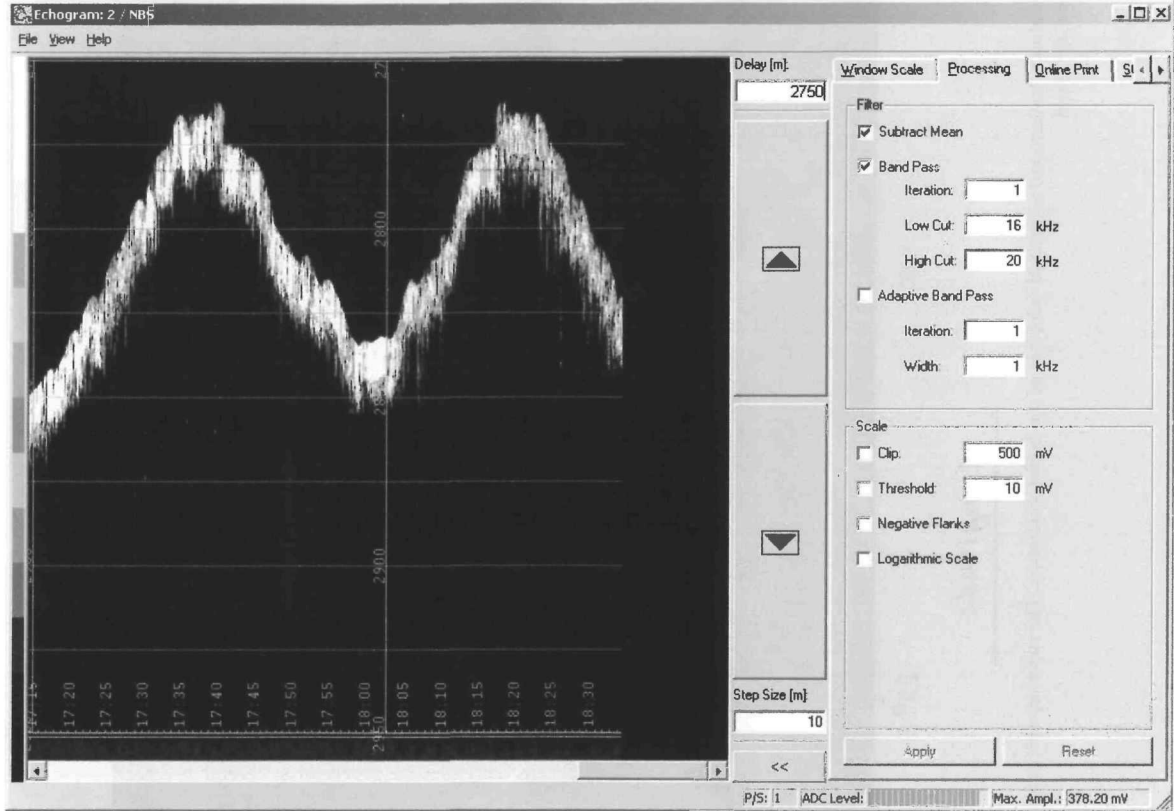 Echogram: 2 / NBS
File View Help
Delay [m]:
2750
Window Scale Processing Online Print
Filter
Subtract Mean
Band Pass
Iteration: 1
Low Cut: 16 kHz
High Cut: 20 kHz
Adaptive Band Pass
Iteration: 1
Width: 1 kHz
Scale
Clip: 500 mV
Threshold: 10 mV
Negative Flanks
Logarithmic Scale
2800
2900
2950
17:15 17:20 17:25 17:30 17:35 17:40 17:45 17:50 17:55 18:00 18:05 18:10 18:15 18:20 18:25 18:30
Step Size [m]:
10
<<
Apply Reset
P/S: 1 ADC Level: Max. Ampl.: 378.20 mV